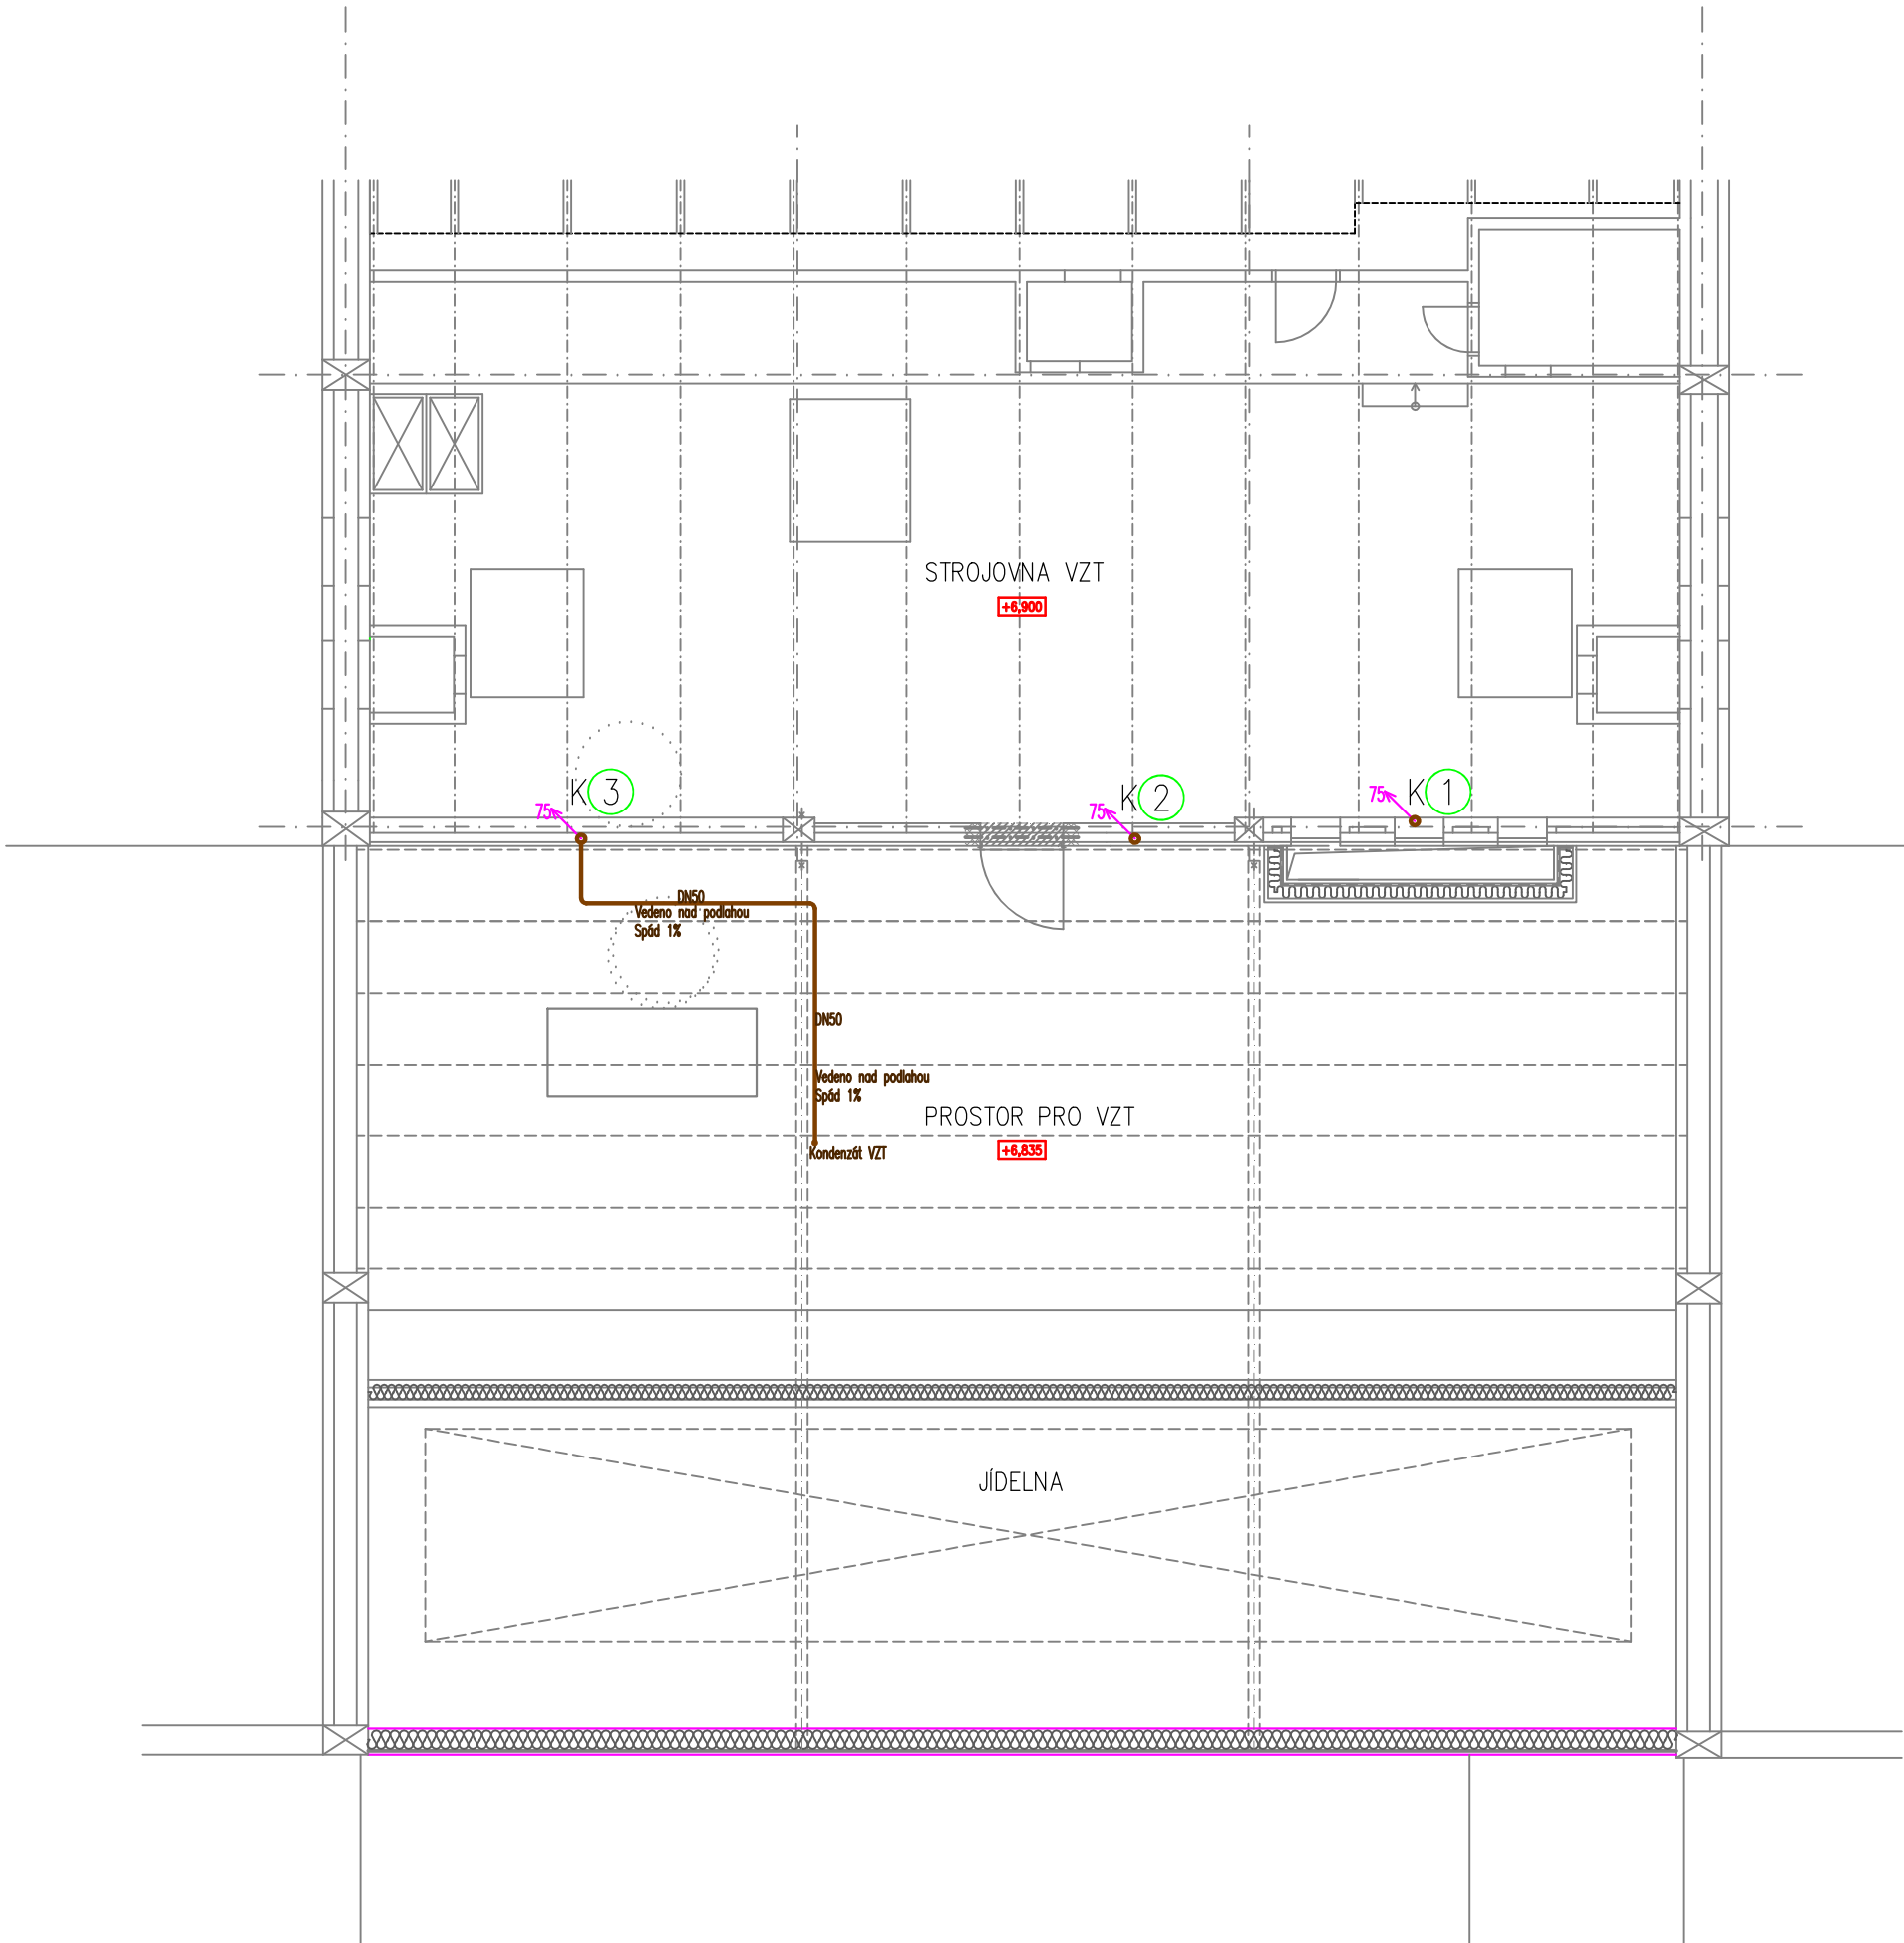 STROJOVNA VZT
+6,900
K 3
75
K 2
75
K 1
75
DN50
Vedeno nad podlahou
Spád 1%
DN50
Vedeno nad podlahou
Spád 1%
Kondenzát VZT
PROSTOR PRO VZT
+6,835
JÍDELNA